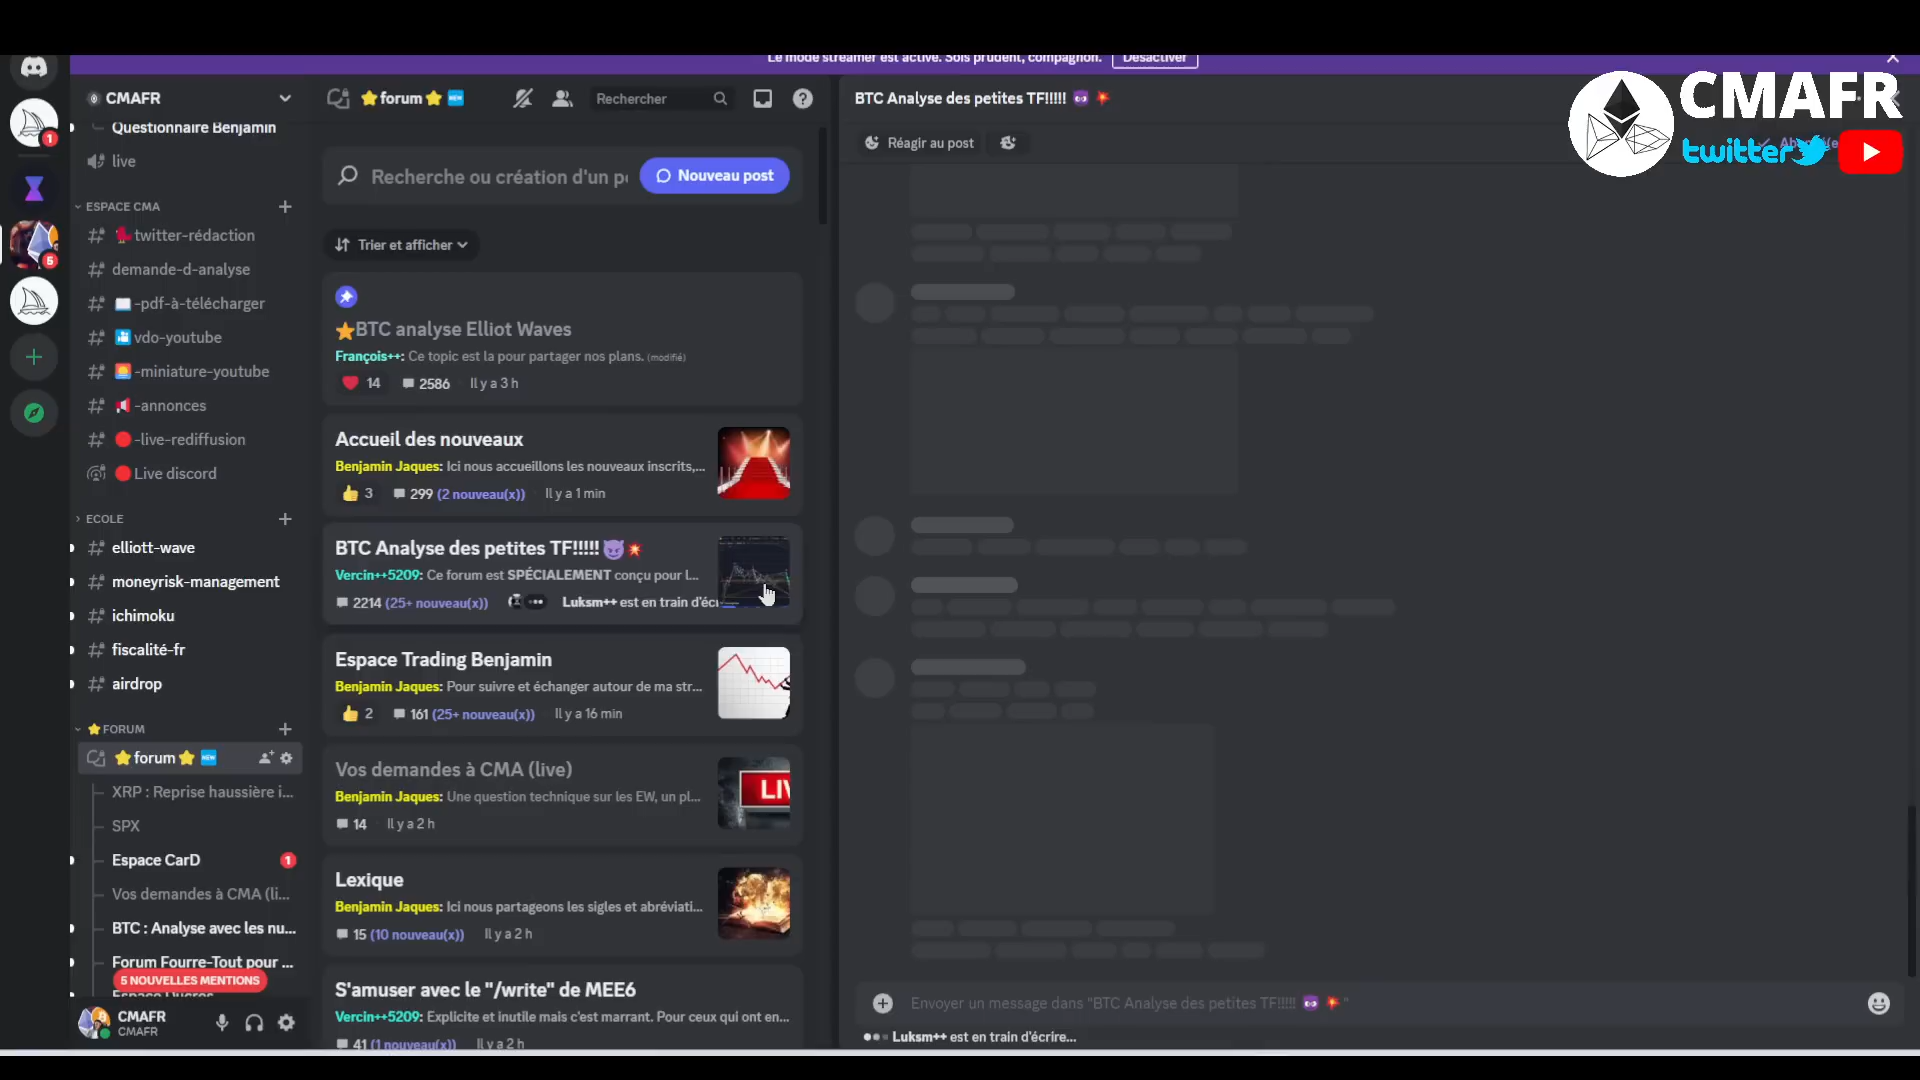 Le mode streamer est activé. Sois prudent, compagnon.
Désactiver
CMAFR
twitter
1
5
CMAFR
Questionnaire Benjamin
live
ESPACE CMA
twitter-rédaction
demande-d-analyse
-pdf-à-télécharger
vdo-youtube
-miniature-youtube
-annonces
-live-rediffusion
Live discord
ECOLE
elliott-wave
moneyrisk-management
ichimoku
fiscalité-fr
airdrop
FORUM
forum
XRP : Reprise haussière i...
SPX
Espace CarD
1
Vos demandes à CMA (li...
BTC : Analyse avec les nu...
Forum Fourre-Tout pour ...
5 NOUVELLES MENTIONS
CMAFR
CMAFR
forum
NEW
Rechercher
Recherche ou création d'un p
Nouveau post
Trier et afficher
BTC analyse Elliot Waves
François++: Ce topic est la pour partager nos plans. (modifié)
14 2586 Il y a 3 h
Accueil des nouveaux
Benjamin Jaques: Ici nous accueillons les nouveaux inscrits,...
3 299 (2 nouveau(x)) Il y a 1 min
BTC Analyse des petites TF!!!!!
Vercin++5209: Ce forum est SPÉCIALEMENT conçu pour l...
2214 (25+ nouveau(x)) Luksm++ est en train d'écr
Espace Trading Benjamin
Benjamin Jaques: Pour suivre et échanger autour de ma str...
2 161 (25+ nouveau(x)) Il y a 16 min
Vos demandes à CMA (live)
Benjamin Jaques: Une question technique sur les EW, un pl...
14 Il y a 2 h
LIV
Lexique
Benjamin Jaques: Ici nous partageons les sigles et abréviati...
15 (10 nouveau(x)) Il y a 2 h
S'amuser avec le "/write" de MEE6
Vercin++5209: Explicite et inutile mais c'est marrant. Pour ceux qui ont en...
41 (1 nouveau(x)) Il y a 2 h
BTC Analyse des petites TF!!!!!
Réagir au post
Envoyer un message dans "BTC Analyse des petites TF!!!!! "
Luksm++ est en train d'écrire...